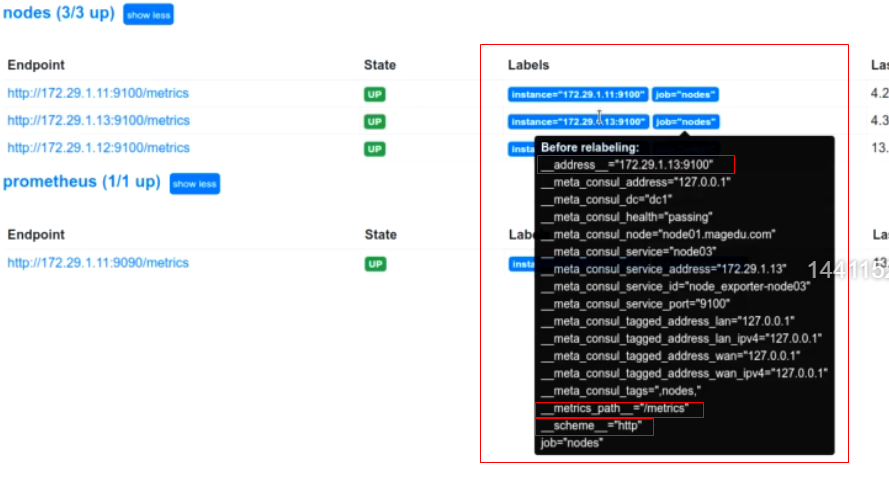 nodes (3/3 up) show less
Endpoint State Labels Las
http://172.29.1.11:9100/metrics UP instance="172.29.1.11:9100" job="nodes" 4.2
http://172.29.1.13:9100/metrics UP instance="172.29.1.13:9100" job="nodes" 4.3
http://172.29.1.12:9100/metrics UP insta 13.
Before relabeling:
__address__="172.29.1.13:9100"
__meta_consul_address="127.0.0.1"
__meta_consul_dc="dc1"
__meta_consul_health="passing"
__meta_consul_node="node01.magedu.com"
__meta_consul_service="node03"
__meta_consul_service_address="172.29.1.13"
__meta_consul_service_id="node_exporter-node03"
__meta_consul_service_port="9100"
__meta_consul_tagged_address_lan="127.0.0.1"
__meta_consul_tagged_address_lan_ipv4="127.0.0.1"
__meta_consul_tagged_address_wan="127.0.0.1"
__meta_consul_tagged_address_wan_ipv4="127.0.0.1"
__meta_consul_tags=",nodes,"
__metrics_path__="/metrics"
__scheme__="http"
job="nodes"
prometheus (1/1 up) show less
Endpoint State Labe Las
http://172.29.1.11:9090/metrics UP insta